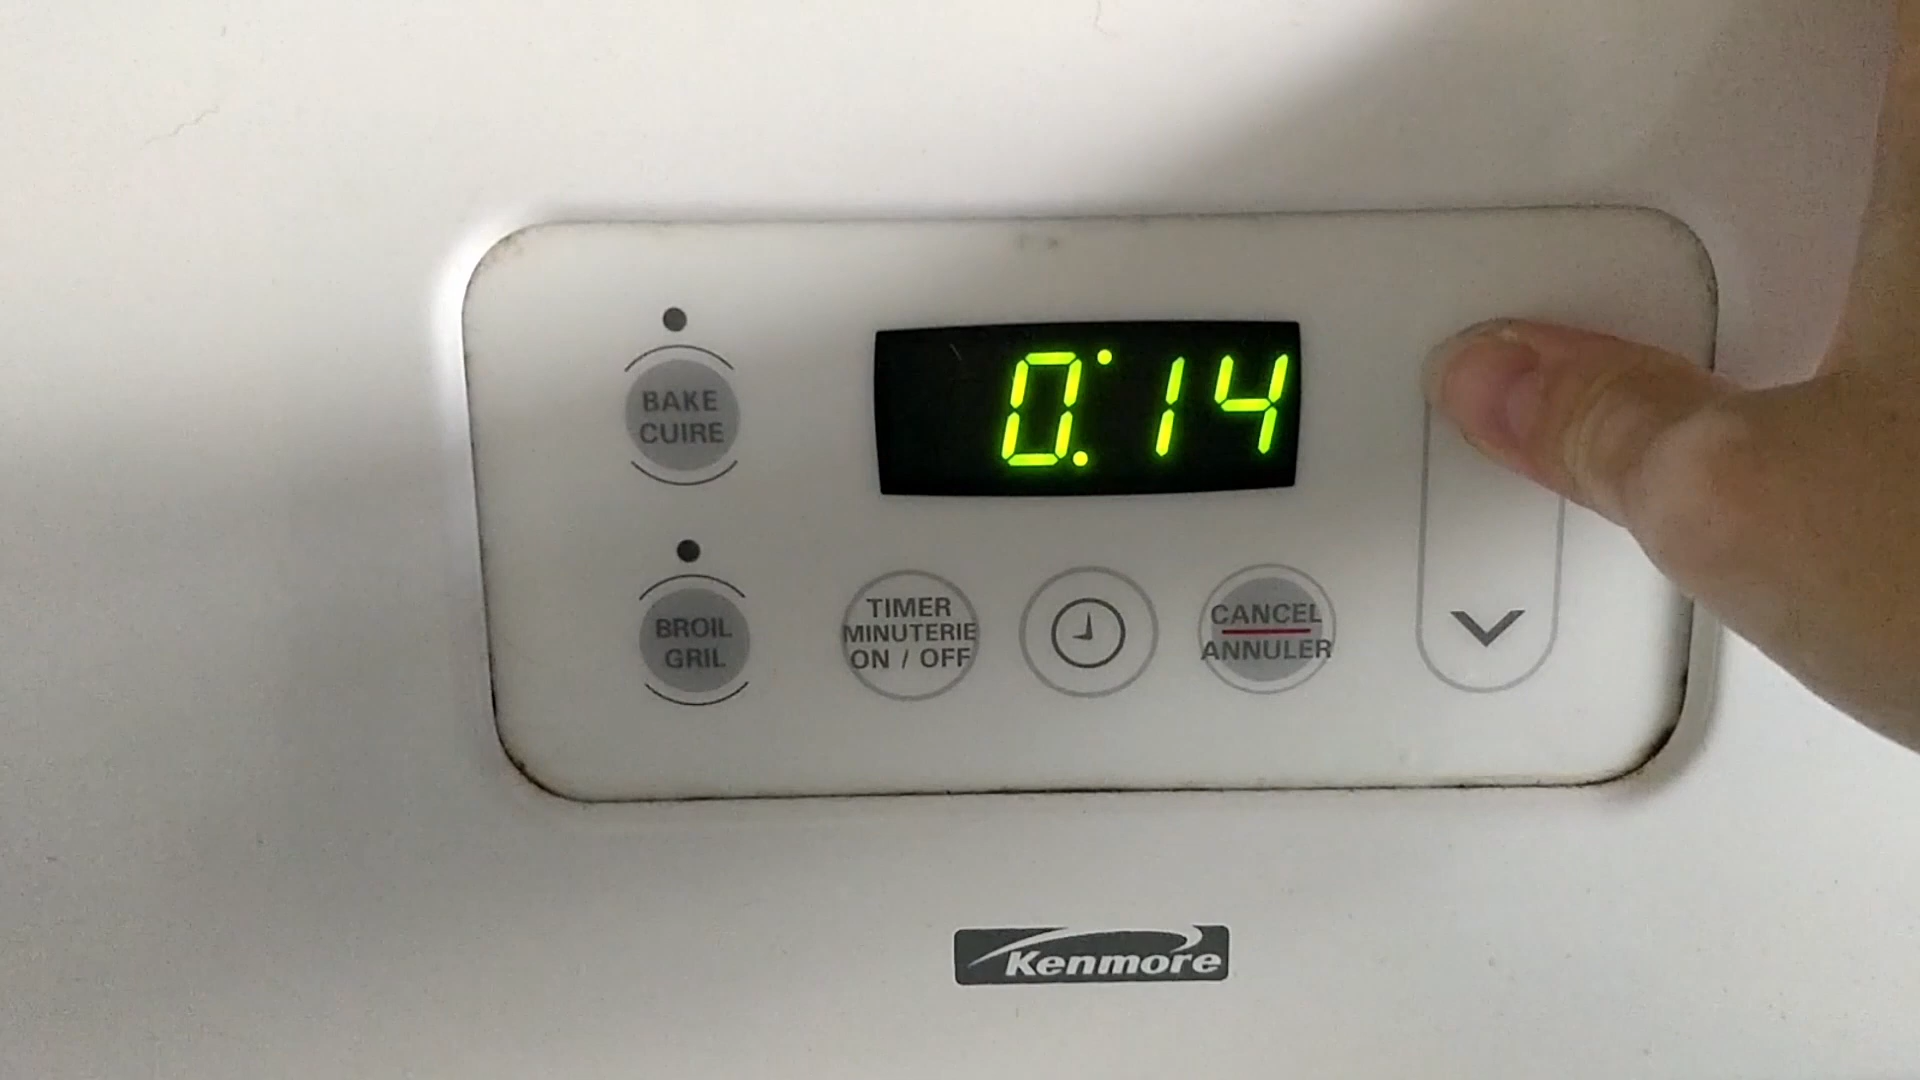 BAKE
CUIRE
0:14
BROIL
GRIL
TIMER
MINUTERIE
ON / OFF
CANCEL
ANNULER
Kenmore